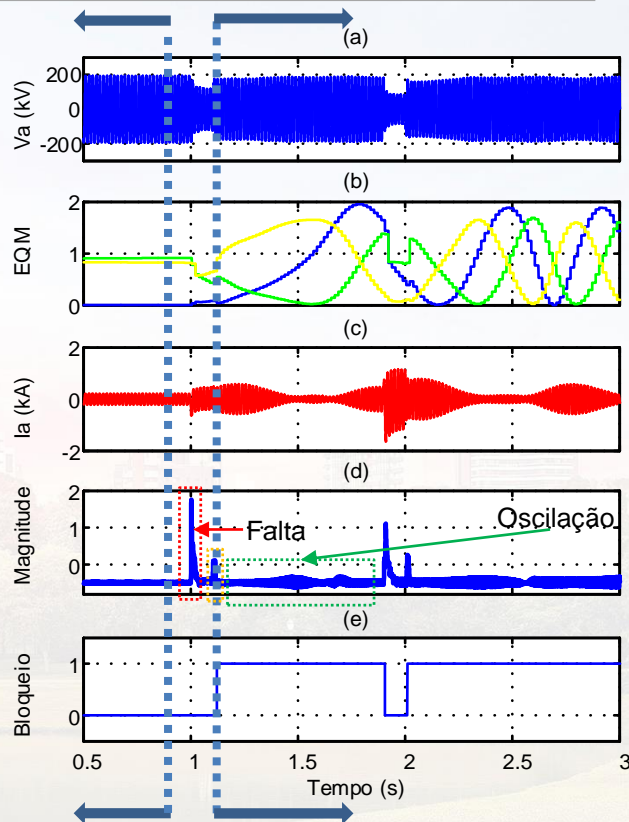 (a)
Va (kV)
200
0
-200
(b)
EQM
2
1
0
(c)
Ia (kA)
2
0
-2
(d)
Magnitude
2
1
0
Falta
Oscilação
(e)
Bloqueio
1
0
0.5 1 1.5 2 2.5 3
Tempo (s)